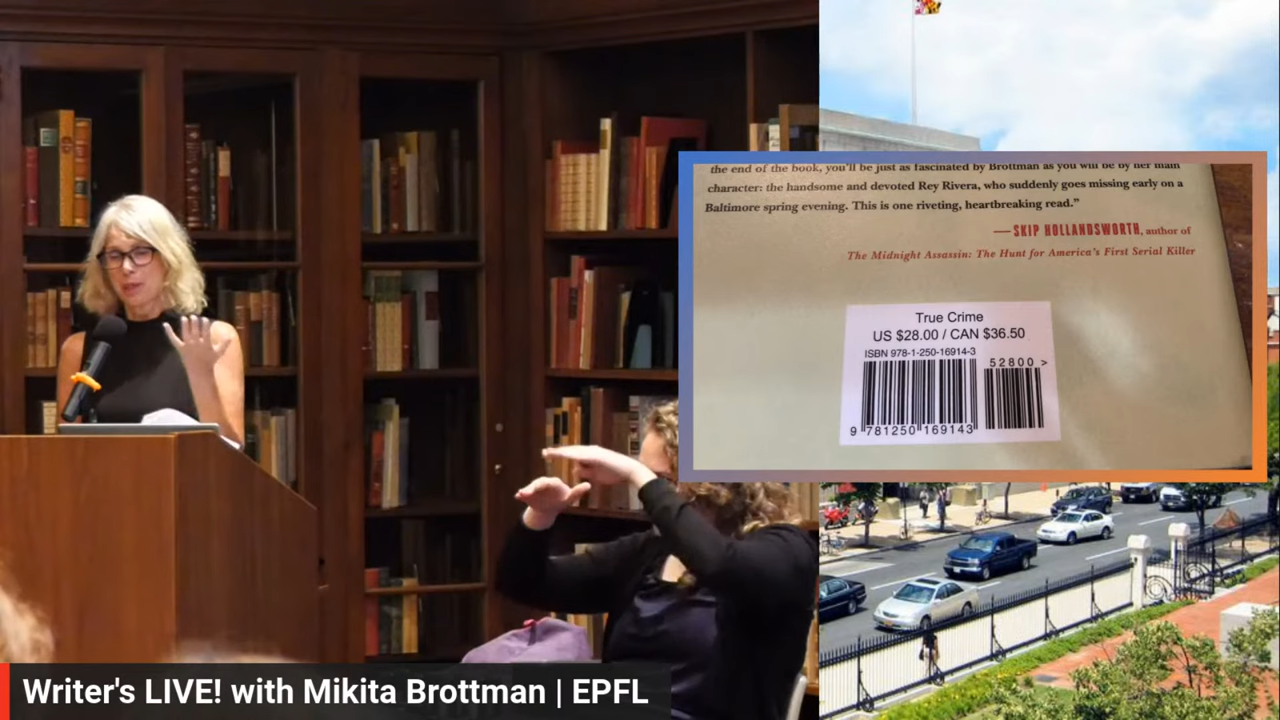 the end of the book, you'll be just as fascinated by Brottman as you will be by her main
character: the handsome and devoted Rey Rivera, who suddenly goes missing early on a
Baltimore spring evening. This is one riveting, heartbreaking read."
—SKIP HOLLANDSWORTH, author of
The Midnight Assassin: The Hunt for America's First Serial Killer
True Crime
US $28.00 / CAN $36.50
ISBN 978-1-250-16914-3
52800 >
9 781250 169143
Writer's LIVE! with Mikita Brottman | EPFL